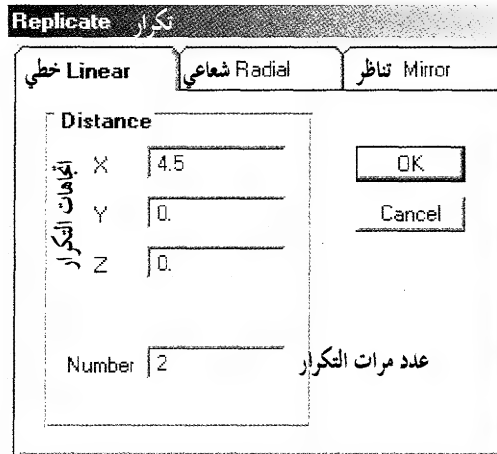 Replicate تكرار
خطي Linear شعاعي Radial تناظر Mirror
Distance
اتجاهات التكرار
X 4.5
Y 0.
Z 0.
OK
Cancel
Number 2 عدد مرات التكرار